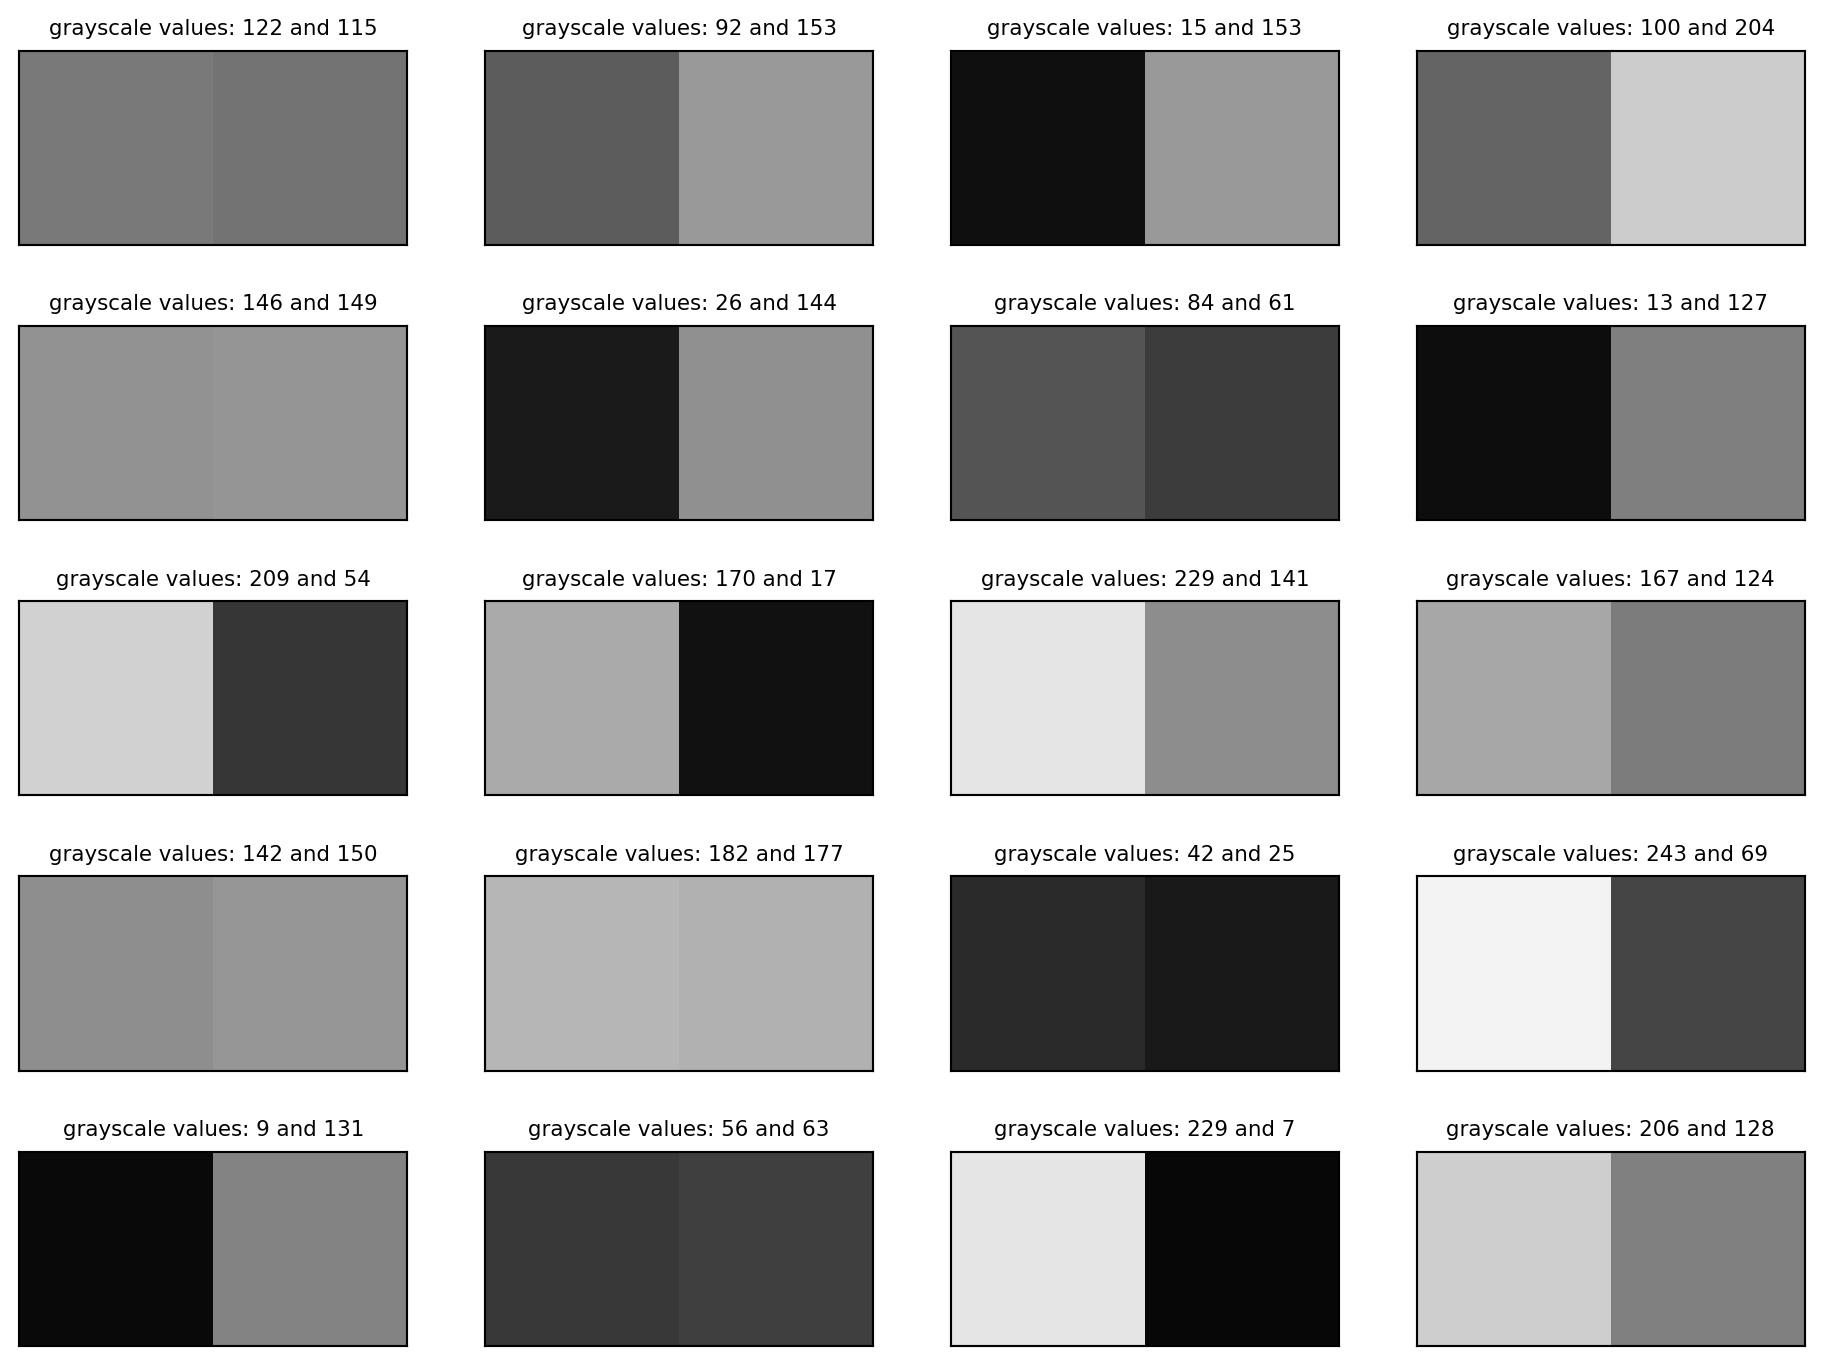 grayscale values: 122 and 115
grayscale values: 92 and 153
grayscale values: 15 and 153
grayscale values: 100 and 204
grayscale values: 146 and 149
grayscale values: 26 and 144
grayscale values: 84 and 61
grayscale values: 13 and 127
grayscale values: 209 and 54
grayscale values: 170 and 17
grayscale values: 229 and 141
grayscale values: 167 and 124
grayscale values: 142 and 150
grayscale values: 182 and 177
grayscale values: 42 and 25
grayscale values: 243 and 69
grayscale values: 9 and 131
grayscale values: 56 and 63
grayscale values: 229 and 7
grayscale values: 206 and 128